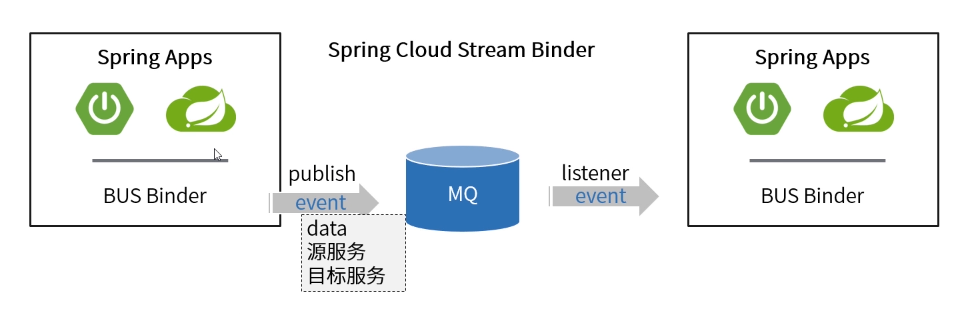 Spring Apps
BUS Binder
Spring Cloud Stream Binder
publish
event
data
源服务
目标服务
MQ
listener
event
Spring Apps
BUS Binder